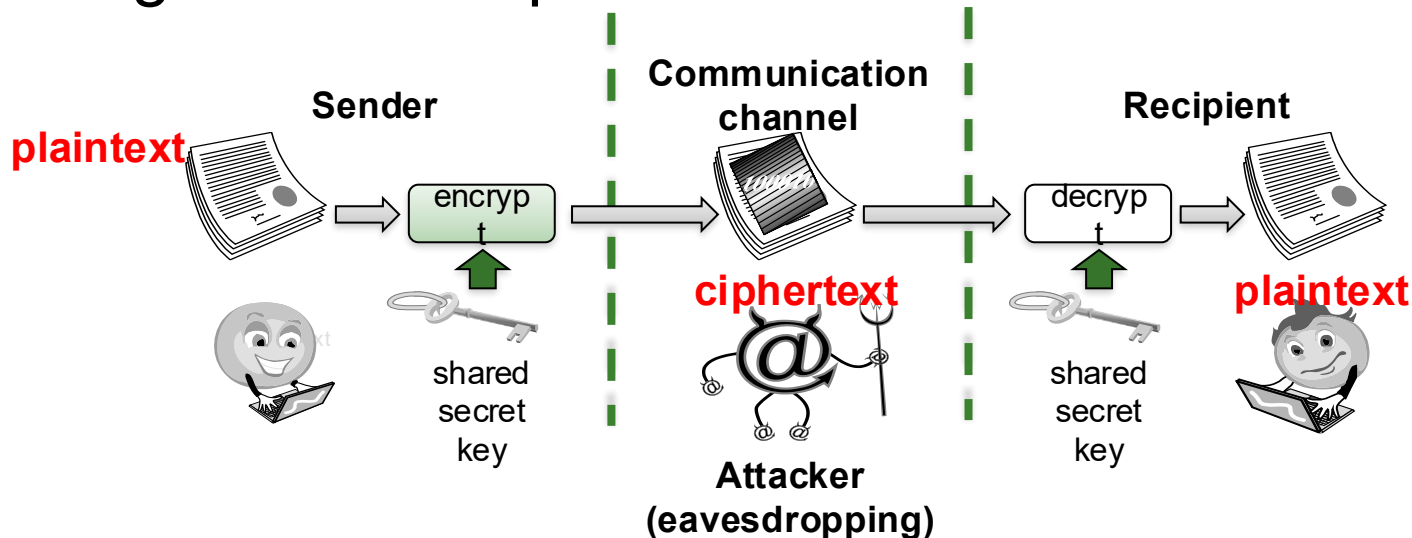 Sender
Communication
channel
Recipient
plaintext
encryp
t
decryp
t
ciphertext
plaintext
shared
secret
key
@
@
@
@
@
shared
secret
key
Attacker
(eavesdropping)